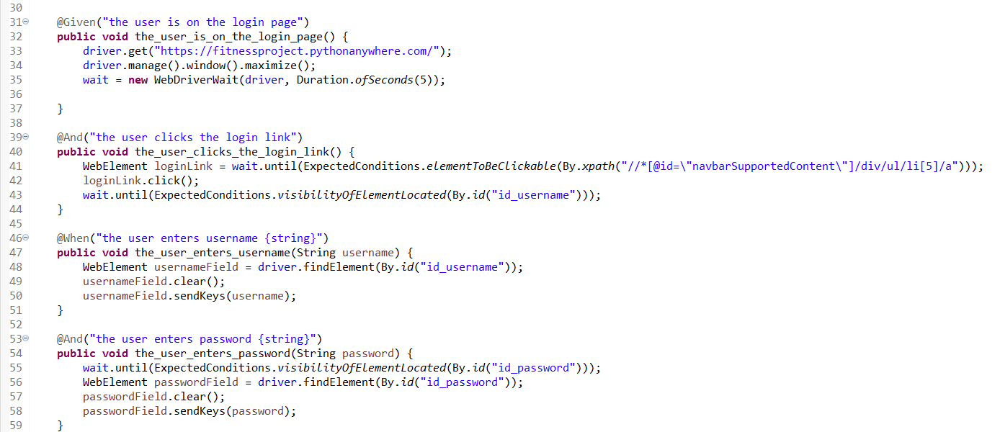 30
31 @Given("the user is on the login page")
32 public void the_user_is_on_the_login_page() {
33 driver.get("https://fitnessproject.pythonanywhere.com/");
34 driver.manage().window().maximize();
35 wait = new WebDriverWait(driver, Duration.ofSeconds(5));
36
37 }
38
39 @And("the user clicks the login link")
40 public void the_user_clicks_the_login_link() {
41 WebElement loginLink = wait.until(ExpectedConditions.elementToBeClickable(By.xpath("//*[@id=\"navbarSupportedContent\"]/div/ul/li[5]/a")));
42 loginLink.click();
43 wait.until(ExpectedConditions.visibilityOfElementLocated(By.id("id_username")));
44 }
45
46 @When("the user enters username {string}")
47 public void the_user_enters_username(String username) {
48 WebElement usernameField = driver.findElement(By.id("id_username"));
49 usernameField.clear();
50 usernameField.sendKeys(username);
51 }
52
53 @And("the user enters password {string}")
54 public void the_user_enters_password(String password) {
55 wait.until(ExpectedConditions.visibilityOfElementLocated(By.id("id_password")));
56 WebElement passwordField = driver.findElement(By.id("id_password"));
57 passwordField.clear();
58 passwordField.sendKeys(password);
59 }